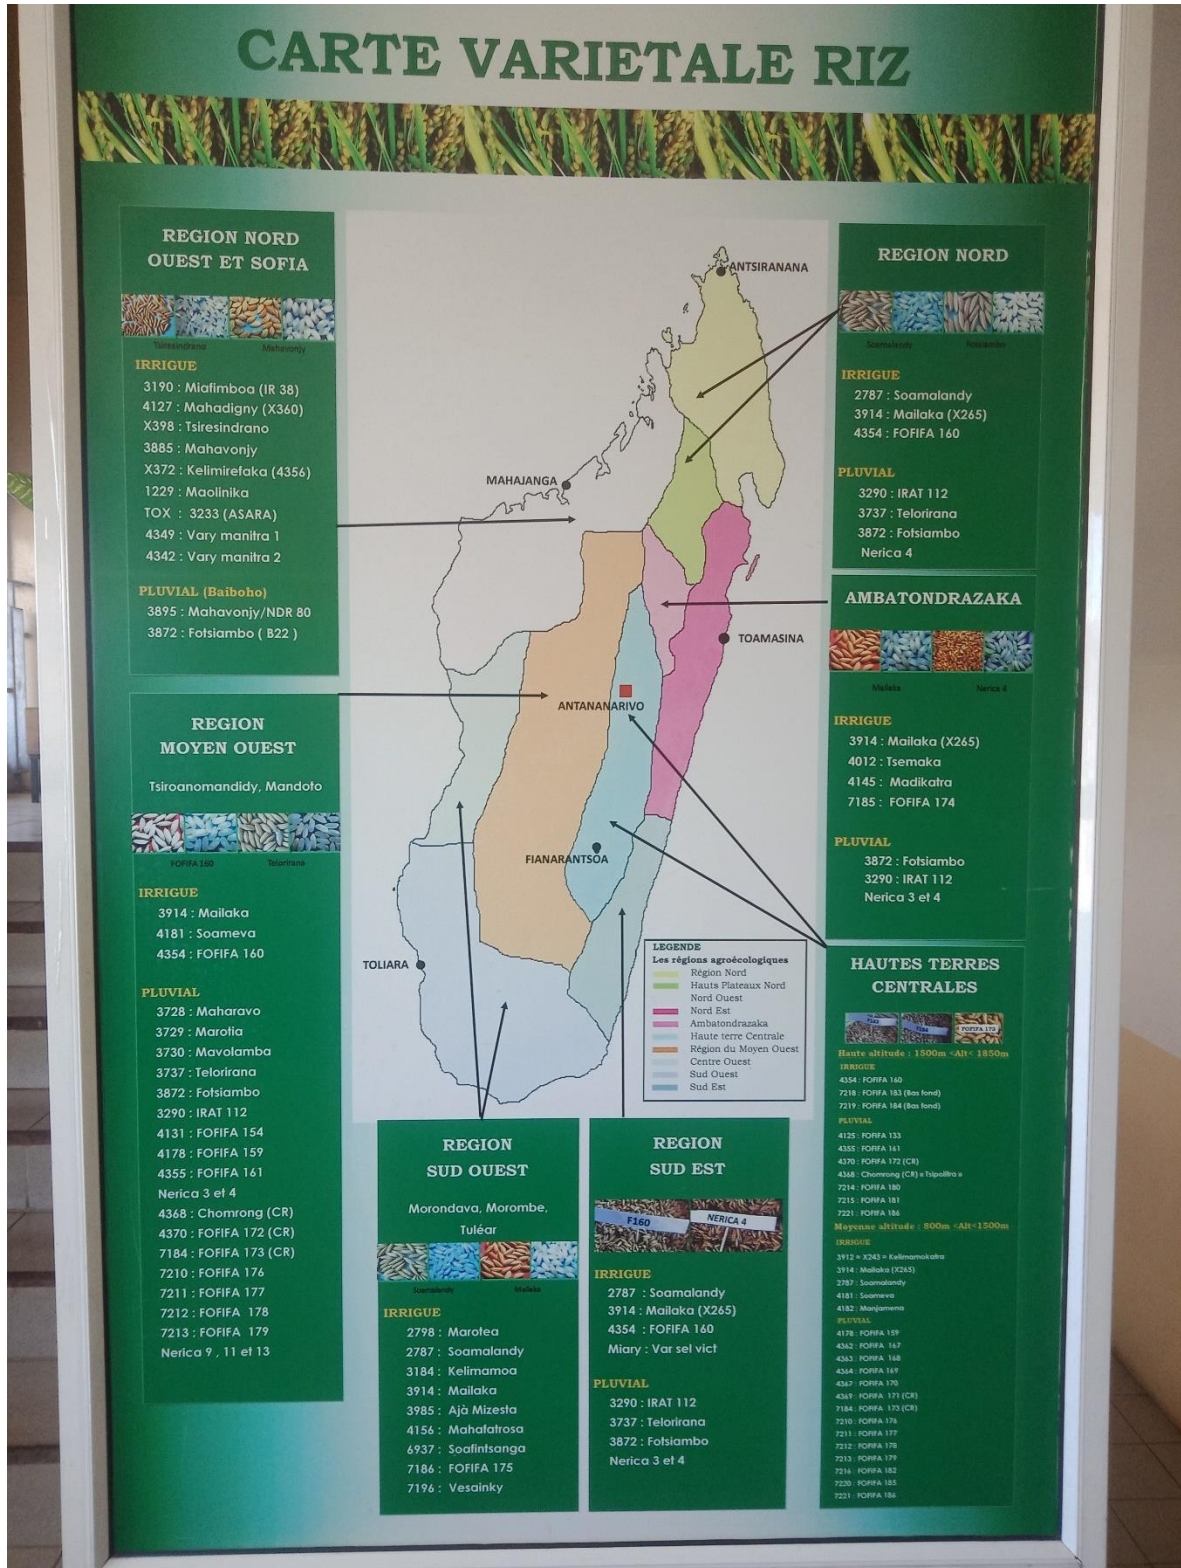 CARTE VARIETALE RIZ
REGION NORD
OUEST ET SOFIA
Tsiresindrano Mahavonjy
IRRIGUE
3190 : Miafimboa (IR 38)
4127 : Mahadigny (X360)
X398 : Tsiresindrano
3885 : Mahavonjy
X372 : Kelimirefaka (4356)
1229 : Maolinika
TOX : 3233 (ASARA)
4349 : Vary manitra 1
4342 : Vary manitra 2
PLUVIAL (Baiboho)
3895 : Mahavonjy/NDR 80
3872 : Fotsiambo ( B22 )
REGION
MOYEN OUEST
Tsiroanomandidy, Mandoto
FOFIFA 160 Telorirana
IRRIGUE
3914 : Mailaka
4181 : Soameva
4354 : FOFIFA 160
PLUVIAL
3728 : Maharavo
3729 : Marotia
3730 : Mavolamba
3737 : Telorirana
3872 : Fotsiambo
3290 : IRAT 112
4131 : FOFIFA 154
4178 : FOFIFA 159
4355 : FOFIFA 161
Nerica 3 et 4
4368 : Chomrong (CR)
4370 : FOFIFA 172 (CR)
7184 : FOFIFA 173 (CR)
7210 : FOFIFA 176
7211 : FOFIFA 177
7212 : FOFIFA 178
7213 : FOFIFA 179
Nerica 9 , 11 et 13
ANTSIRANANA
MAHAJANGA
TOAMASINA
ANTANANARIVO
FIANARANTSOA
TOLIARA
LEGENDE
Les régions agroécologiques
Région Nord
Hauts Plateaux Nord
Nord Ouest
Nord Est
Ambatondrazaka
Haute terre Centrale
Région du Moyen Ouest
Centre Ouest
Sud Ouest
Sud Est
REGION
SUD OUEST
Morondava, Morombe,
Tuléar
Soamalandy Mailaka
IRRIGUE
2798 : Marotea
2787 : Soamalandy
3184 : Kelimamoa
3914 : Mailaka
3985 : Ajà Mizesta
4156 : Mahafatrosa
6937 : Soafintsanga
7186 : FOFIFA 175
7196 : Vesainky
REGION
SUD EST
F160 NERICA 4
IRRIGUE
2787 : Soamalandy
3914 : Mailaka (X265)
4354 : FOFIFA 160
Miary : Var sel vict
PLUVIAL
3290 : IRAT 112
3737 : Telorirana
3872 : Fotsiambo
Nerica 3 et 4
REGION NORD
Soamalandy Fotsiambo
IRRIGUE
2787 : Soamalandy
3914 : Mailaka (X265)
4354 : FOFIFA 160
PLUVIAL
3290 : IRAT 112
3737 : Telorirana
3872 : Fotsiambo
Nerica 4
AMBATONDRAZAKA
Mailaka Nerica 4
IRRIGUE
3914 : Mailaka (X265)
4012 : Tsemaka
4145 : Madikatra
7185 : FOFIFA 174
PLUVIAL
3872 : Fotsiambo
3290 : IRAT 112
Nerica 3 et 4
HAUTES TERRES
CENTRALES
FOFIFA 173
Haute altitude : 1500m <Alt< 1850m
IRRIGUE
4354 : FOFIFA 160
7218 : FOFIFA 183 (Bas fond)
7219 : FOFIFA 184 (Bas fond)
PLUVIAL
4125 : FOFIFA 133
4355 : FOFIFA 161
4370 : FOFIFA 172 (CR)
4368 : Chomrong (CR) « Tsipolitra »
7214 : FOFIFA 180
7215 : FOFIFA 181
7221 : FOFIFA 186
Moyenne altitude : 800m <Alt<1500m
IRRIGUE
3912 = X243 = Kelimamokatra
3914 : Mailaka (X265)
2787 : Soamalandy
4181 : Soameva
4182 : Manjamena
PLUVIAL
4178 : FOFIFA 159
4362 : FOFIFA 167
4363 : FOFIFA 168
4364 : FOFIFA 169
4367 : FOFIFA 170
4369 : FOFIFA 171 (CR)
7184 : FOFIFA 173 (CR)
7210 : FOFIFA 176
7211 : FOFIFA 177
7212 : FOFIFA 178
7213 : FOFIFA 179
7216 : FOFIFA 182
7220 : FOFIFA 185
7221 : FOFIFA 186